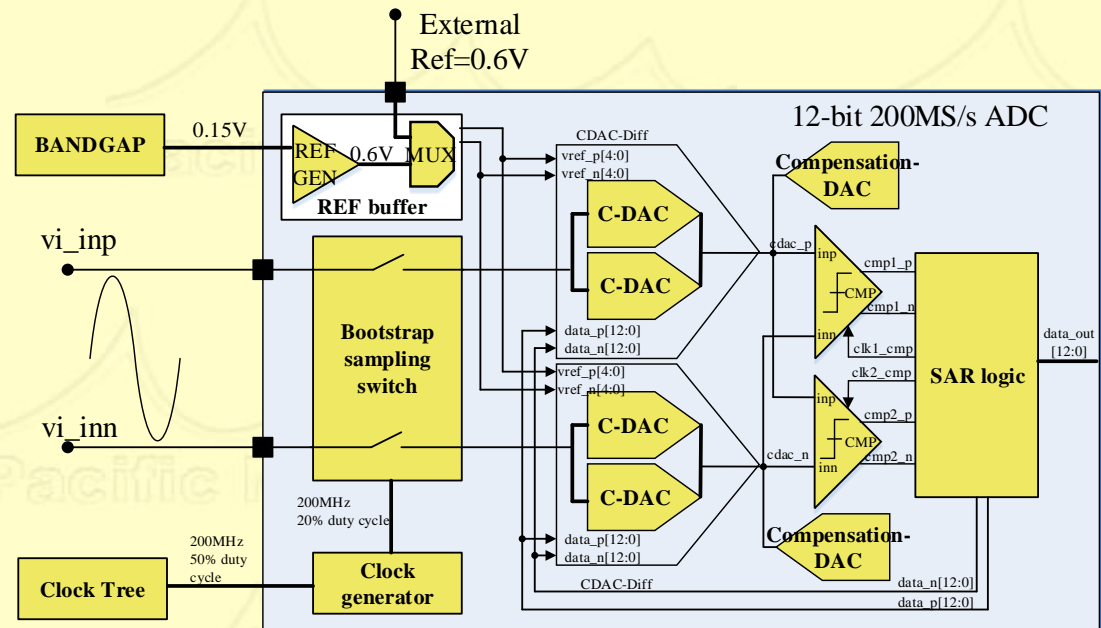 External
Ref=0.6V
12-bit 200MS/s ADC
BANDGAP
0.15V
REF
GEN
0.6V
MUX
REF buffer
CDAC-Diff
vref_p[4:0]
vref_n[4:0]
C-DAC
C-DAC
data_p[12:0]
data_n[12:0]
Compensation-
DAC
vi_inp
vi_inn
Bootstrap
sampling
switch
cdac_p
inp
CMP
inn
cmp1_p
cmp1_n
clk1_cmp
clk2_cmp
SAR logic
data_out
[12:0]
vref_p[4:0]
vref_n[4:0]
C-DAC
C-DAC
cdac_n
inp
CMP
inn
cmp2_p
cmp2_n
data_p[12:0]
data_n[12:0]
CDAC-Diff
Compensation-
DAC
data_n[12:0]
data_p[12:0]
200MHz
20% duty cycle
200MHz
50% duty
cycle
Clock Tree
Clock
generator
Pacific